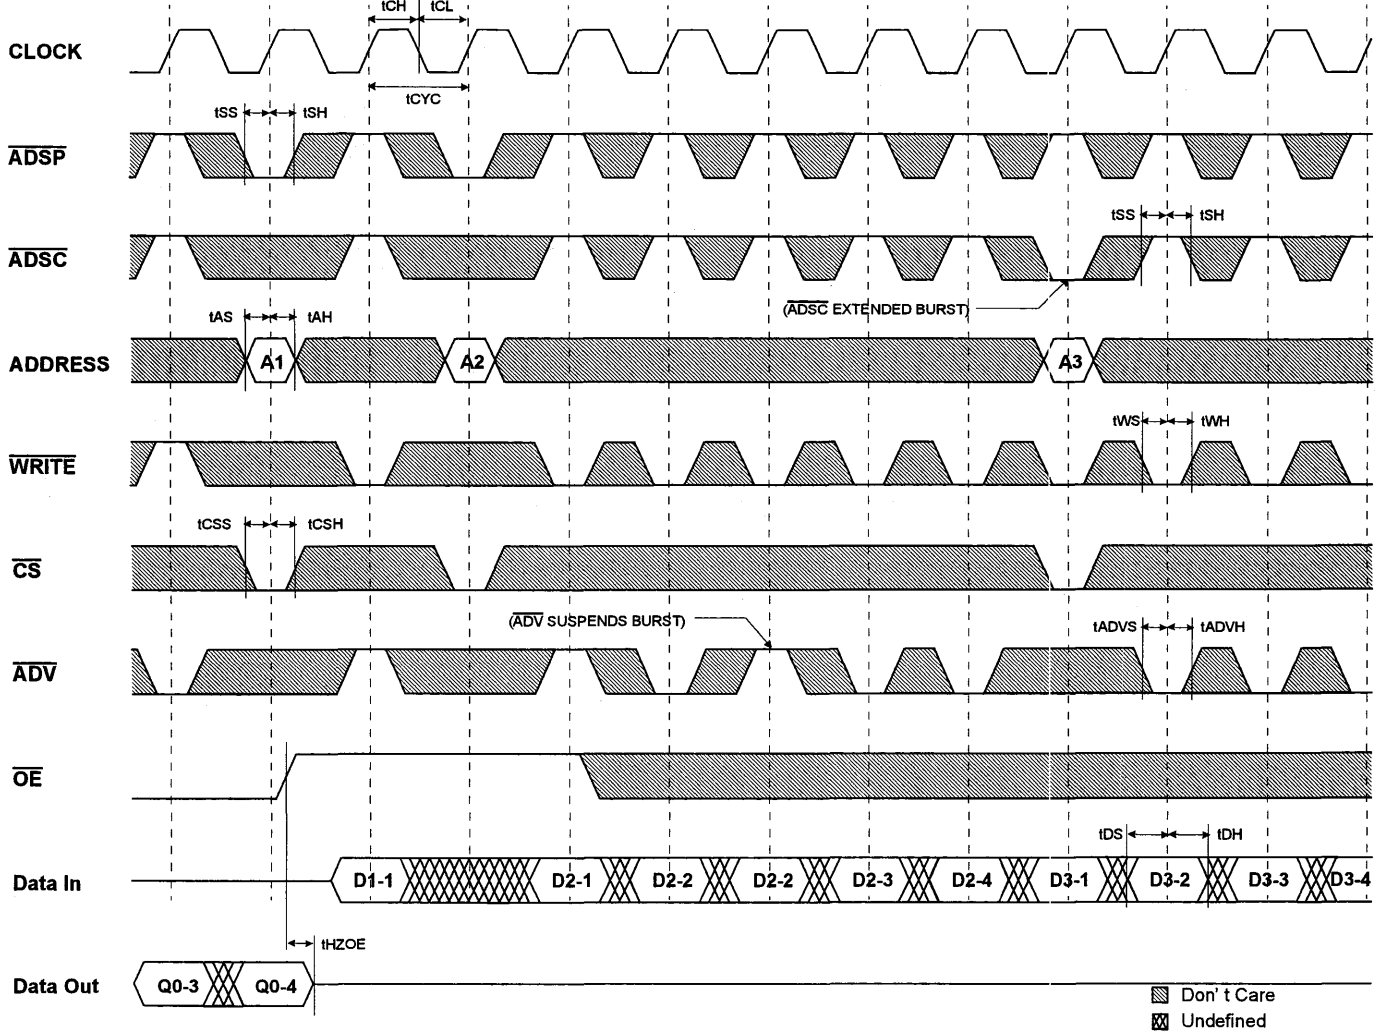 tCH tCL
CLOCK
tCYC
tSS tSH
ADSP
tSS tSH
ADSC
(ADSC EXTENDED BURST)
tAS tAH
ADDRESS A1 A2 A3
tWS tWH
WRITE
tCSS tCSH
CS
(ADV SUSPENDS BURST)
tADVS tADVH
ADV
OE
tDS tDH
Data In D1-1 D2-1 D2-2 D2-2 D2-3 D2-4 D3-1 D3-2 D3-3 D3-4
tHZOE
Data Out Q0-3 Q0-4
Don' t Care
Undefined